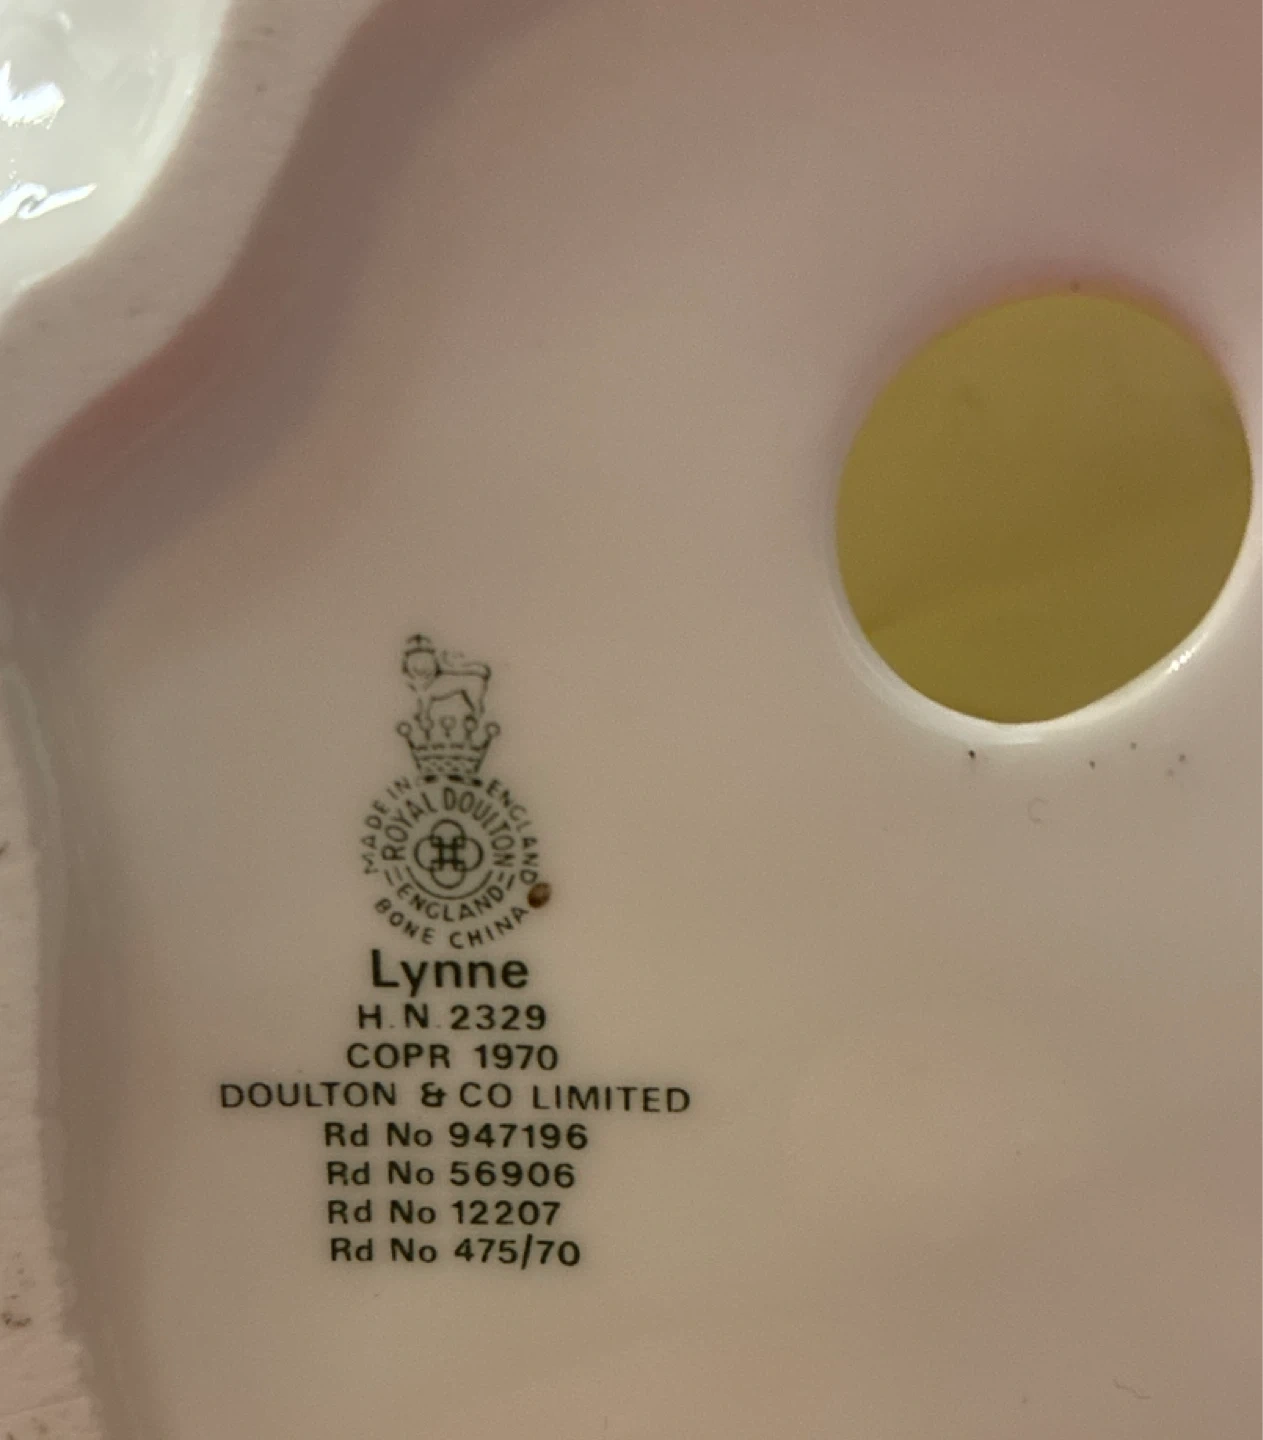 MADE IN ENGLAND
ROYAL DOULTON
ENGLAND
BONE CHINA
Lynne
H.N.2329
COPR 1970
DOULTON & CO LIMITED
Rd No 947196
Rd No 56906
Rd No 12207
Rd No 475/70